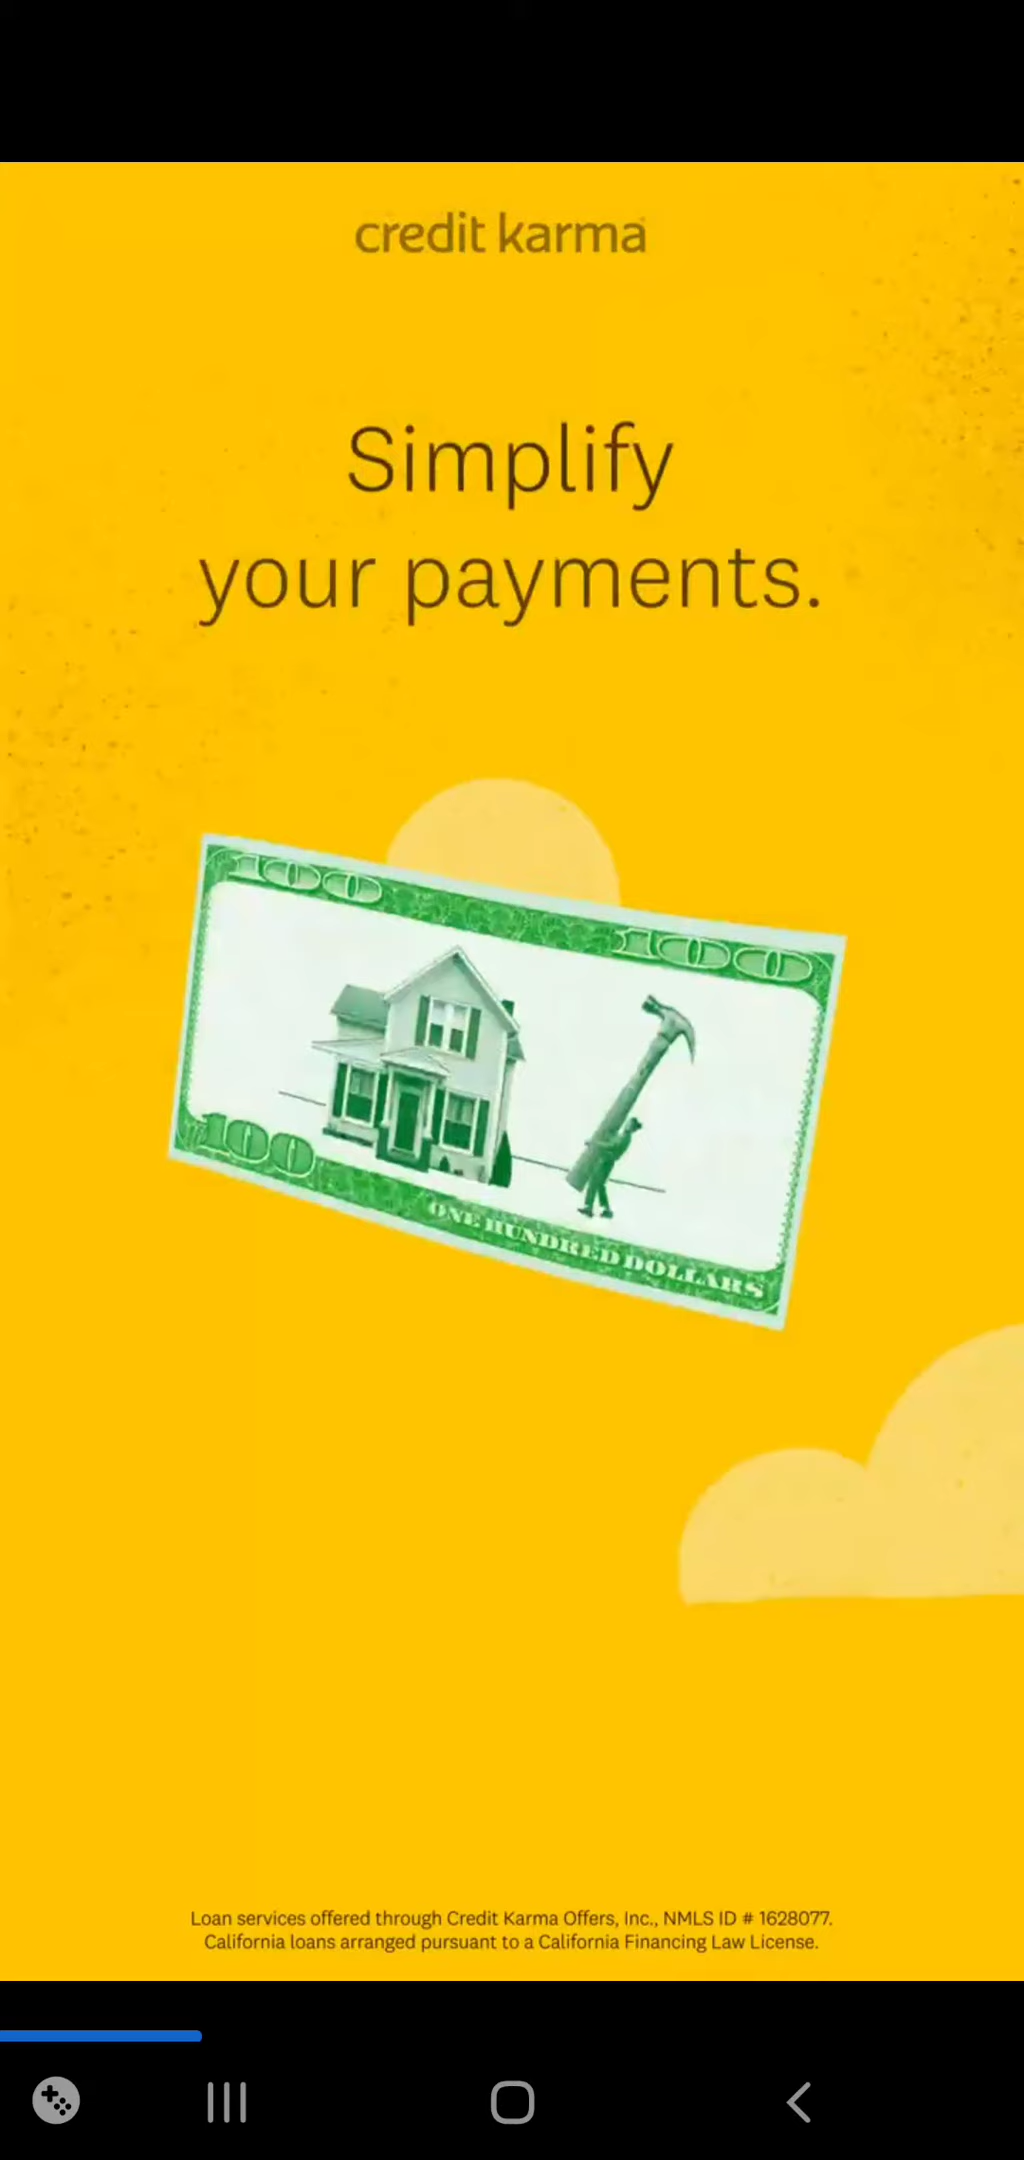 credit karma
Simplify
your payments.
100
100
100
ONE HUNDRED DOLLARS
Loan services offered through Credit Karma Offers, Inc., NMLS ID # 1628077.
California loans arranged pursuant to a California Financing Law License.